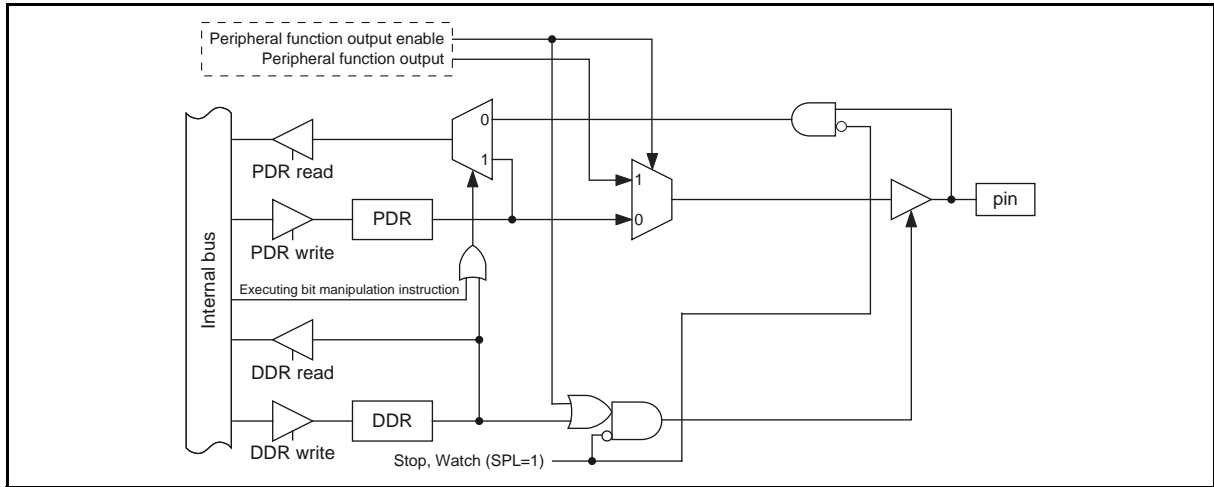 Peripheral function output enable
Peripheral function output
0
1
PDR read
1
pin
PDR
0
PDR write
Internal bus
Executing bit manipulation instruction
DDR read
DDR
DDR write
Stop, Watch (SPL=1)